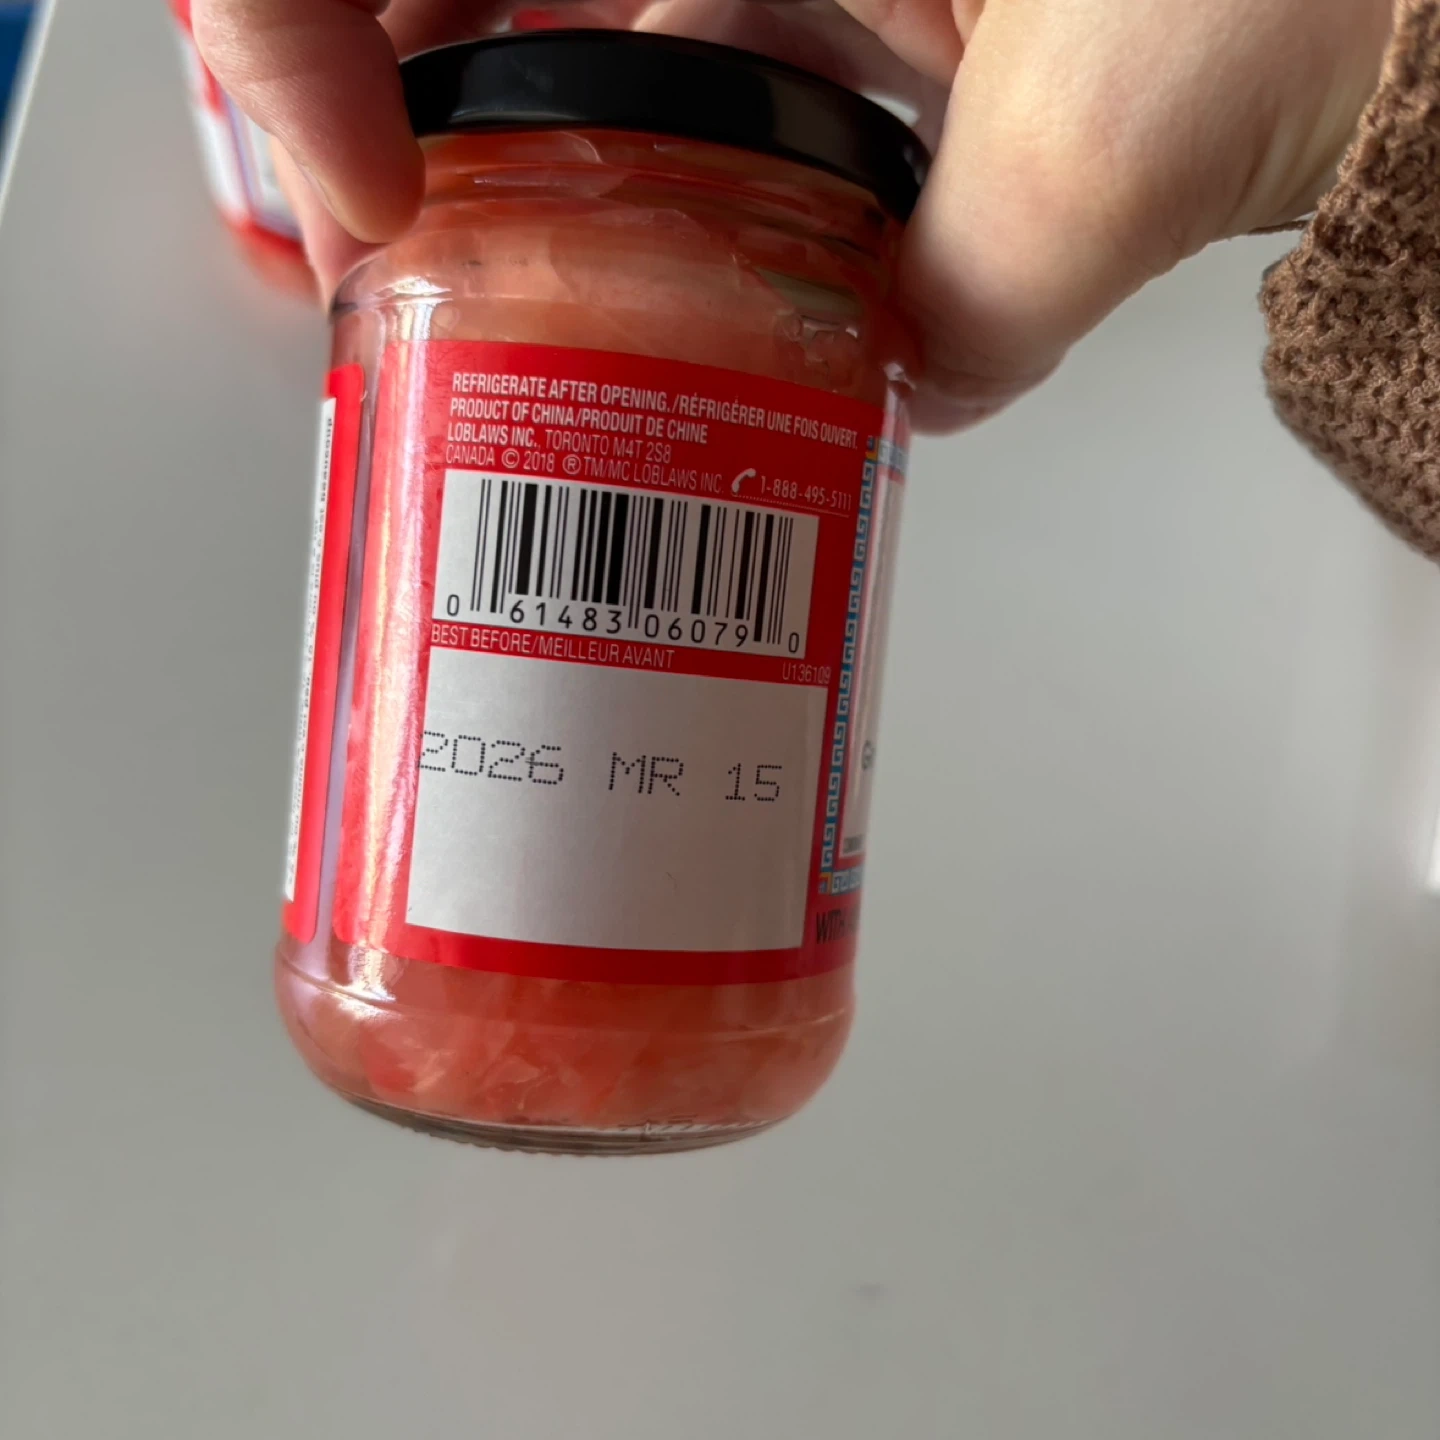 REFRIGERATE AFTER OPENING./RÉFRIGÉRER UNE FOIS OUVERT.
PRODUCT OF CHINA/PRODUIT DE CHINE
LOBLAWS INC. TORONTO M4T 2S8
CANADA © 2018 ®TM/MC LOBLAWS INC. 1-888-495-5111
0 61483 06079 0
BEST BEFORE/MEILLEUR AVANT
U136109
2026 MR 15
WITH